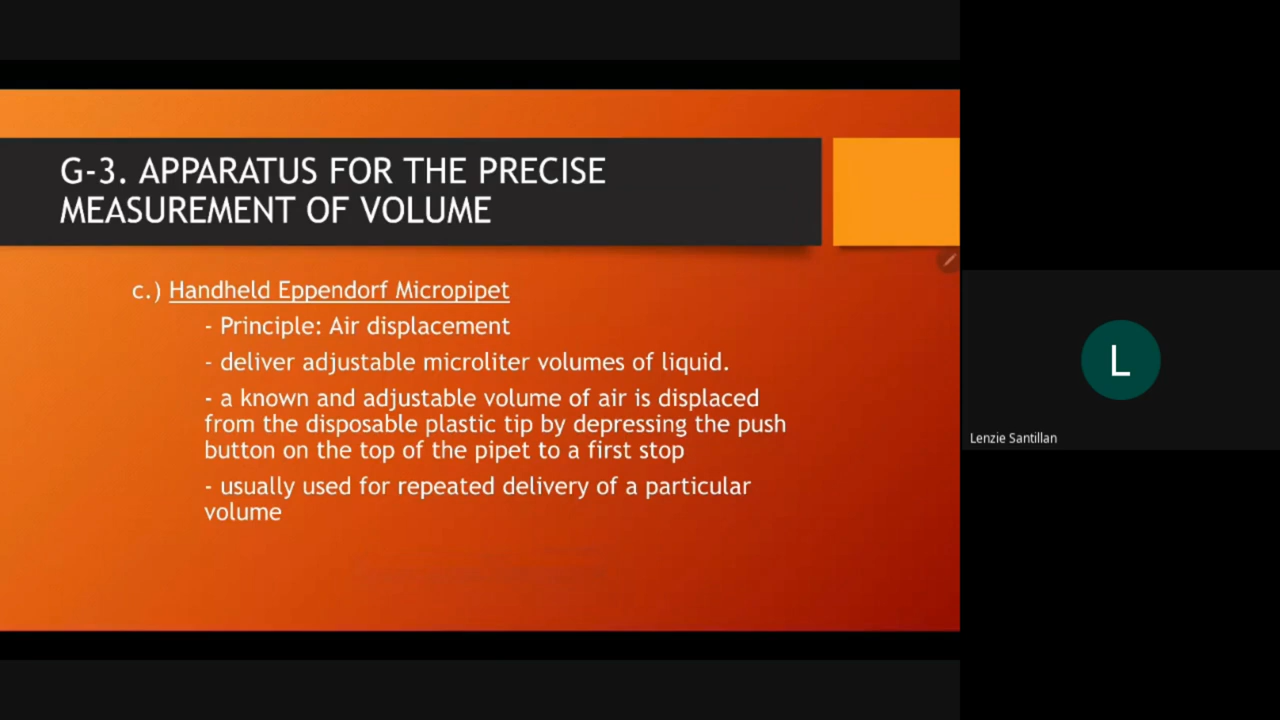 G-3. APPARATUS FOR THE PRECISE
MEASUREMENT OF VOLUME
c.) Handheld Eppendorf Micropipet
- Principle: Air displacement
- deliver adjustable microliter volumes of liquid.
- a known and adjustable volume of air is displaced
from the disposable plastic tip by depressing the push
button on the top of the pipet to a first stop
- usually used for repeated delivery of a particular
volume
L
Lenzie Santillan